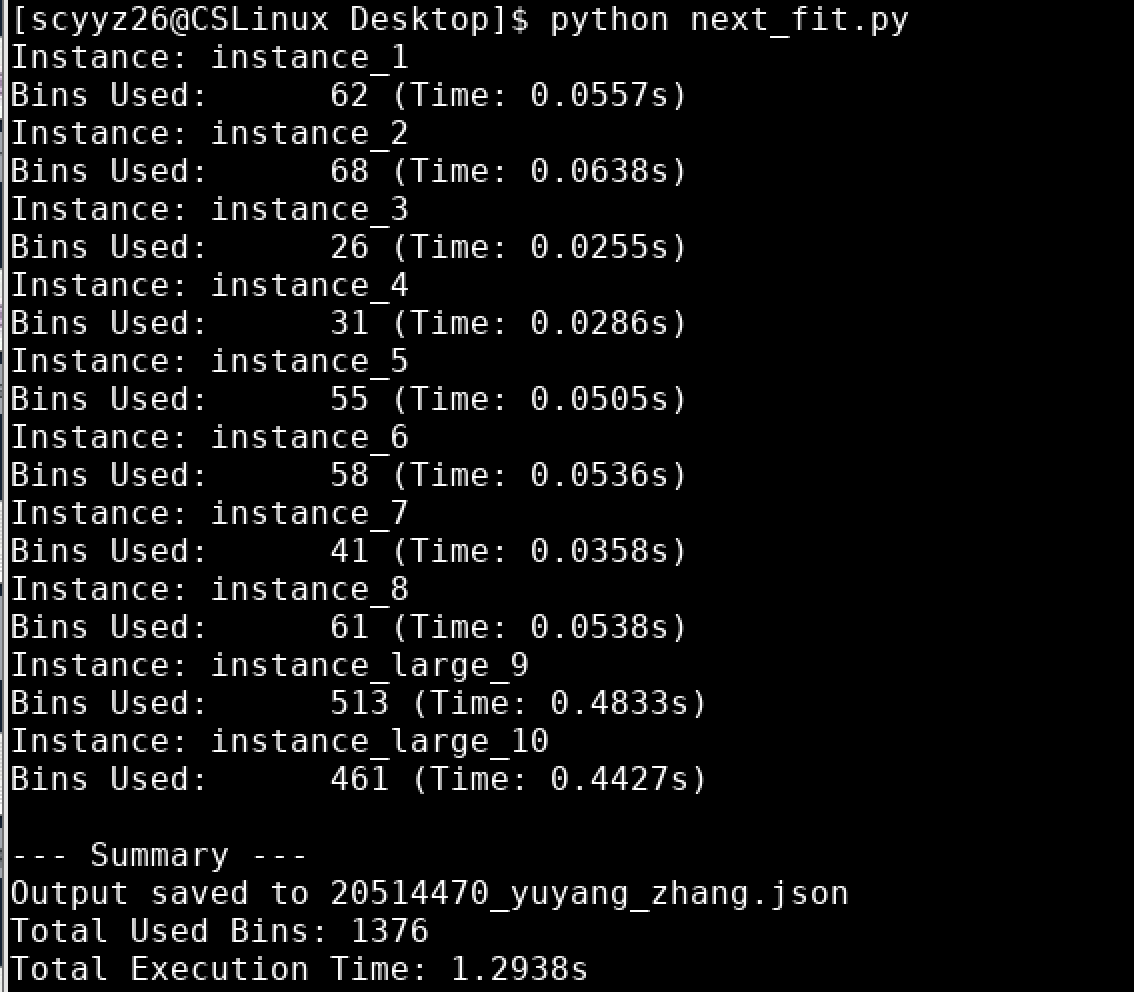 [scyyz26@CSLinux Desktop]$ python next_fit.py
Instance: instance_1
Bins Used:      62 (Time: 0.0557s)
Instance: instance_2
Bins Used:      68 (Time: 0.0638s)
Instance: instance_3
Bins Used:      26 (Time: 0.0255s)
Instance: instance_4
Bins Used:      31 (Time: 0.0286s)
Instance: instance_5
Bins Used:      55 (Time: 0.0505s)
Instance: instance_6
Bins Used:      58 (Time: 0.0536s)
Instance: instance_7
Bins Used:      41 (Time: 0.0358s)
Instance: instance_8
Bins Used:      61 (Time: 0.0538s)
Instance: instance_large_9
Bins Used:      513 (Time: 0.4833s)
Instance: instance_large_10
Bins Used:      461 (Time: 0.4427s)

--- Summary ---
Output saved to 20514470_yuyang_zhang.json
Total Used Bins: 1376
Total Execution Time: 1.2938s